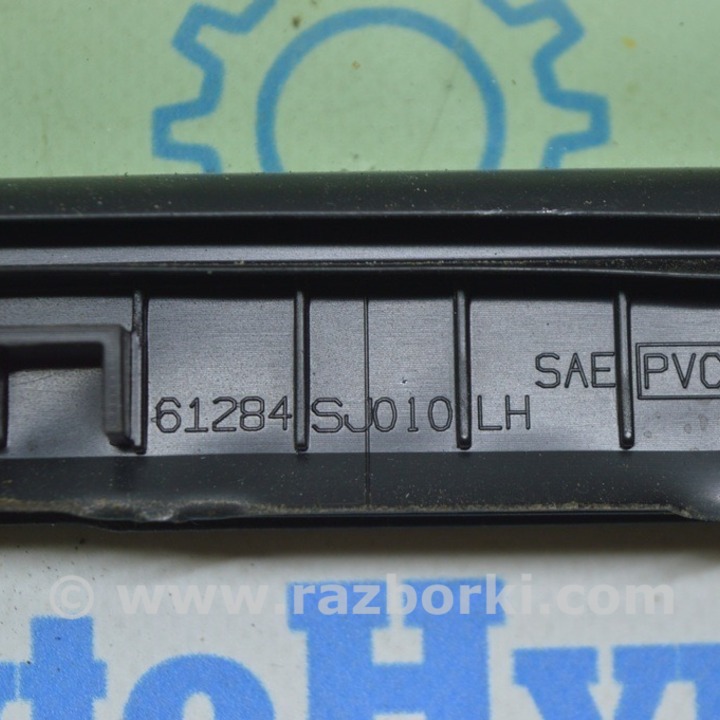 SAE PVC
61284 SJ010 LH
© www.razborki.com